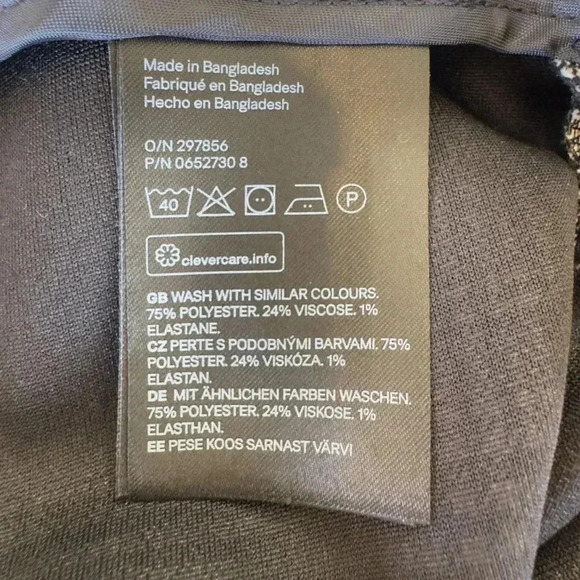 Made in Bangladesh
Fabriqué en Bangladesh
Hecho en Bangladesh
O/N 297856
P/N 0652730 8
40 P
clevercare.info
GB WASH WITH SIMILAR COLOURS.
75% POLYESTER. 24% VISCOSE. 1%
ELASTANE.
CZ PERTE S PODOBNÝMI BARVAMI. 75%
POLYESTER. 24% VISKÓZA. 1%
ELASTAN.
DE MIT ÄHNLICHEN FARBEN WASCHEN.
75% POLYESTER. 24% VISKOSE. 1%
ELASTHAN.
EE PESE KOOS SARNAST VÄRVI